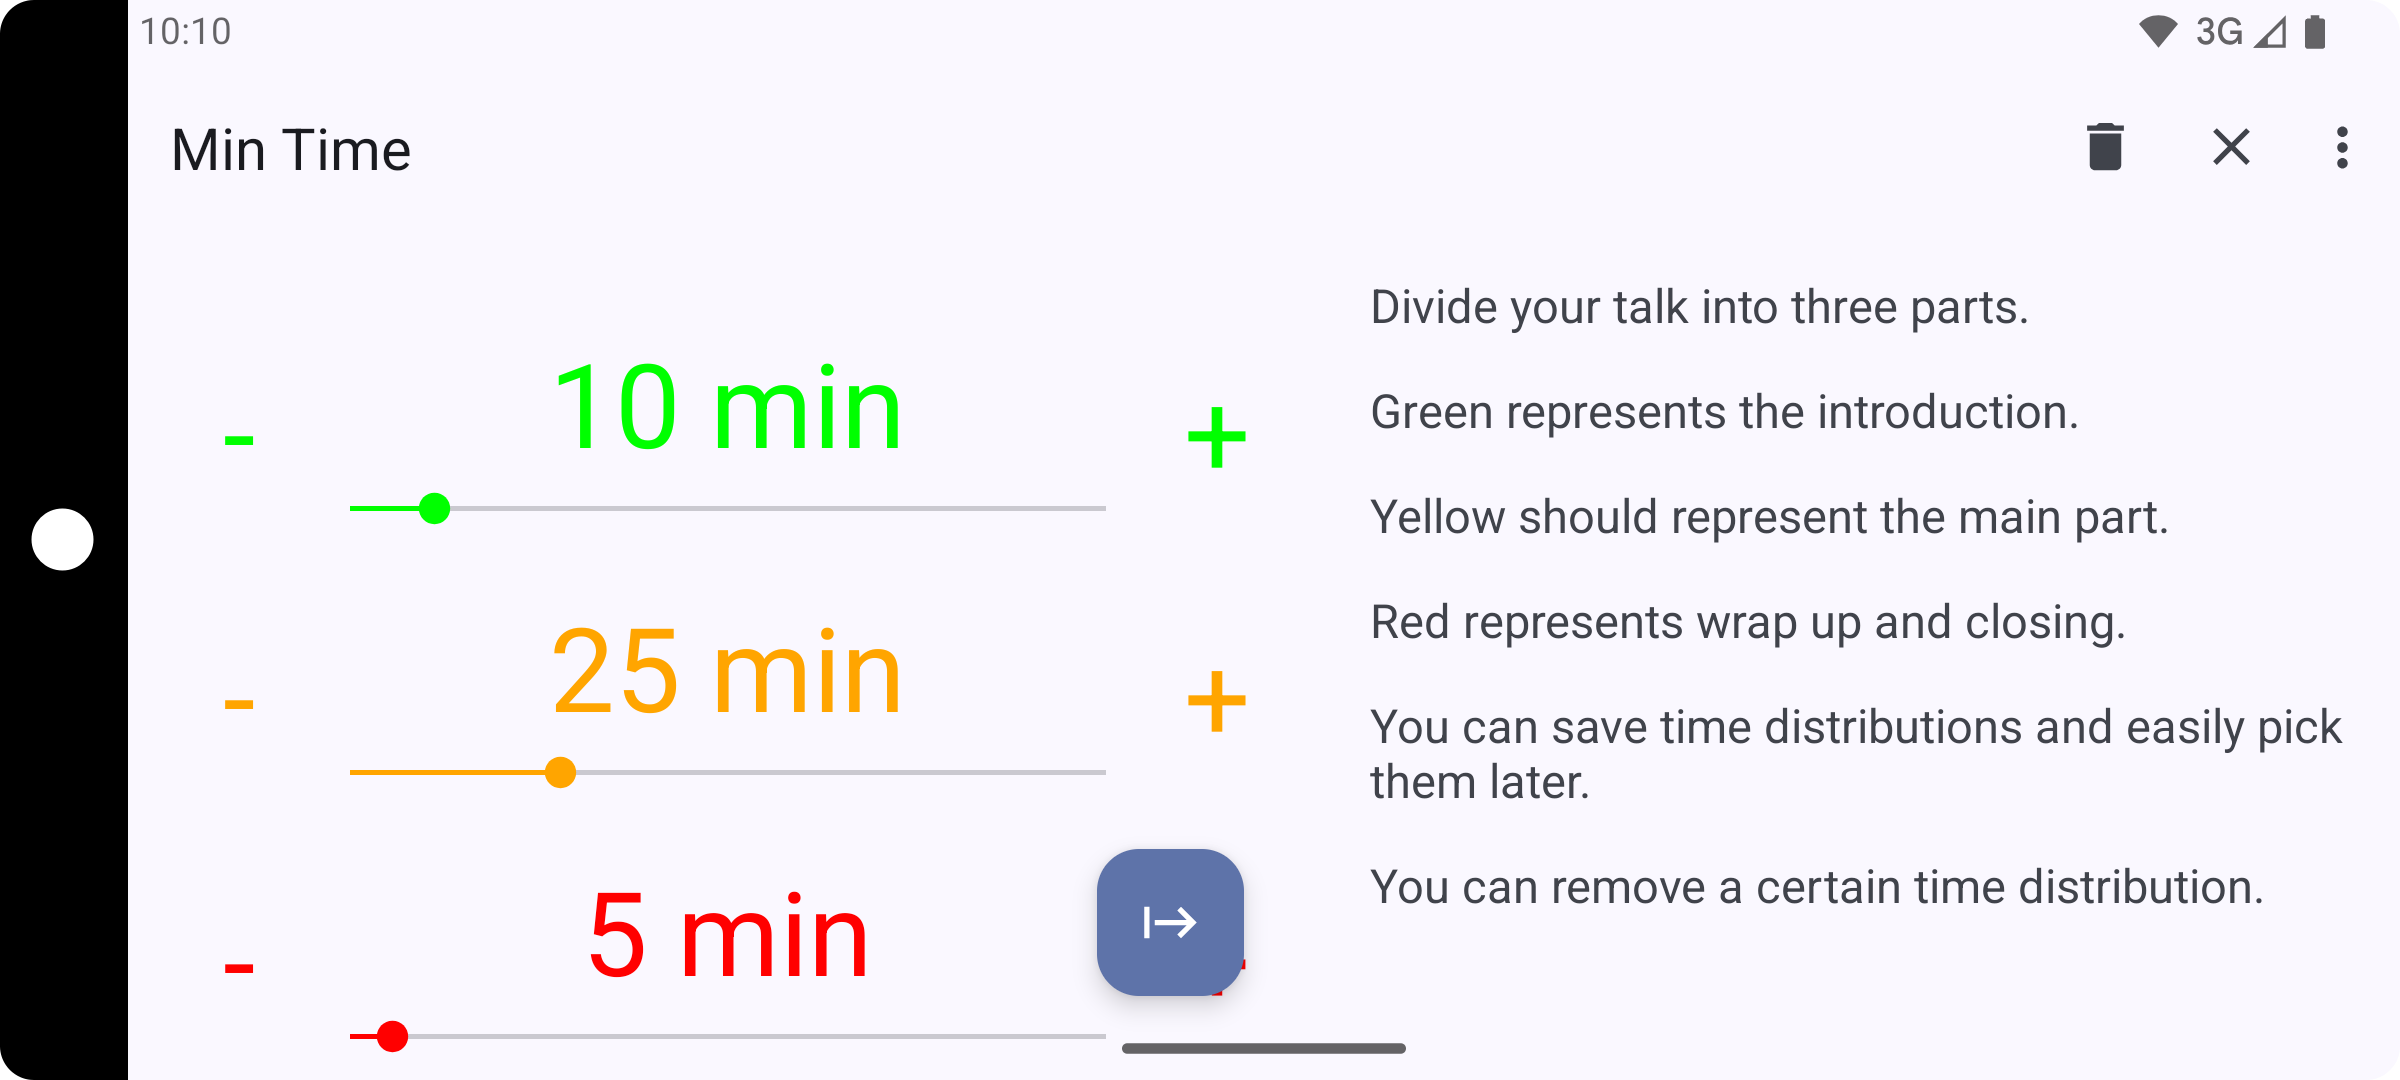 10:10
3G
Min Time
- 10 min +
- 25 min +
- 5 min
Divide your talk into three parts.
Green represents the introduction.
Yellow should represent the main part.
Red represents wrap up and closing.
You can save time distributions and easily pick
them later.
You can remove a certain time distribution.